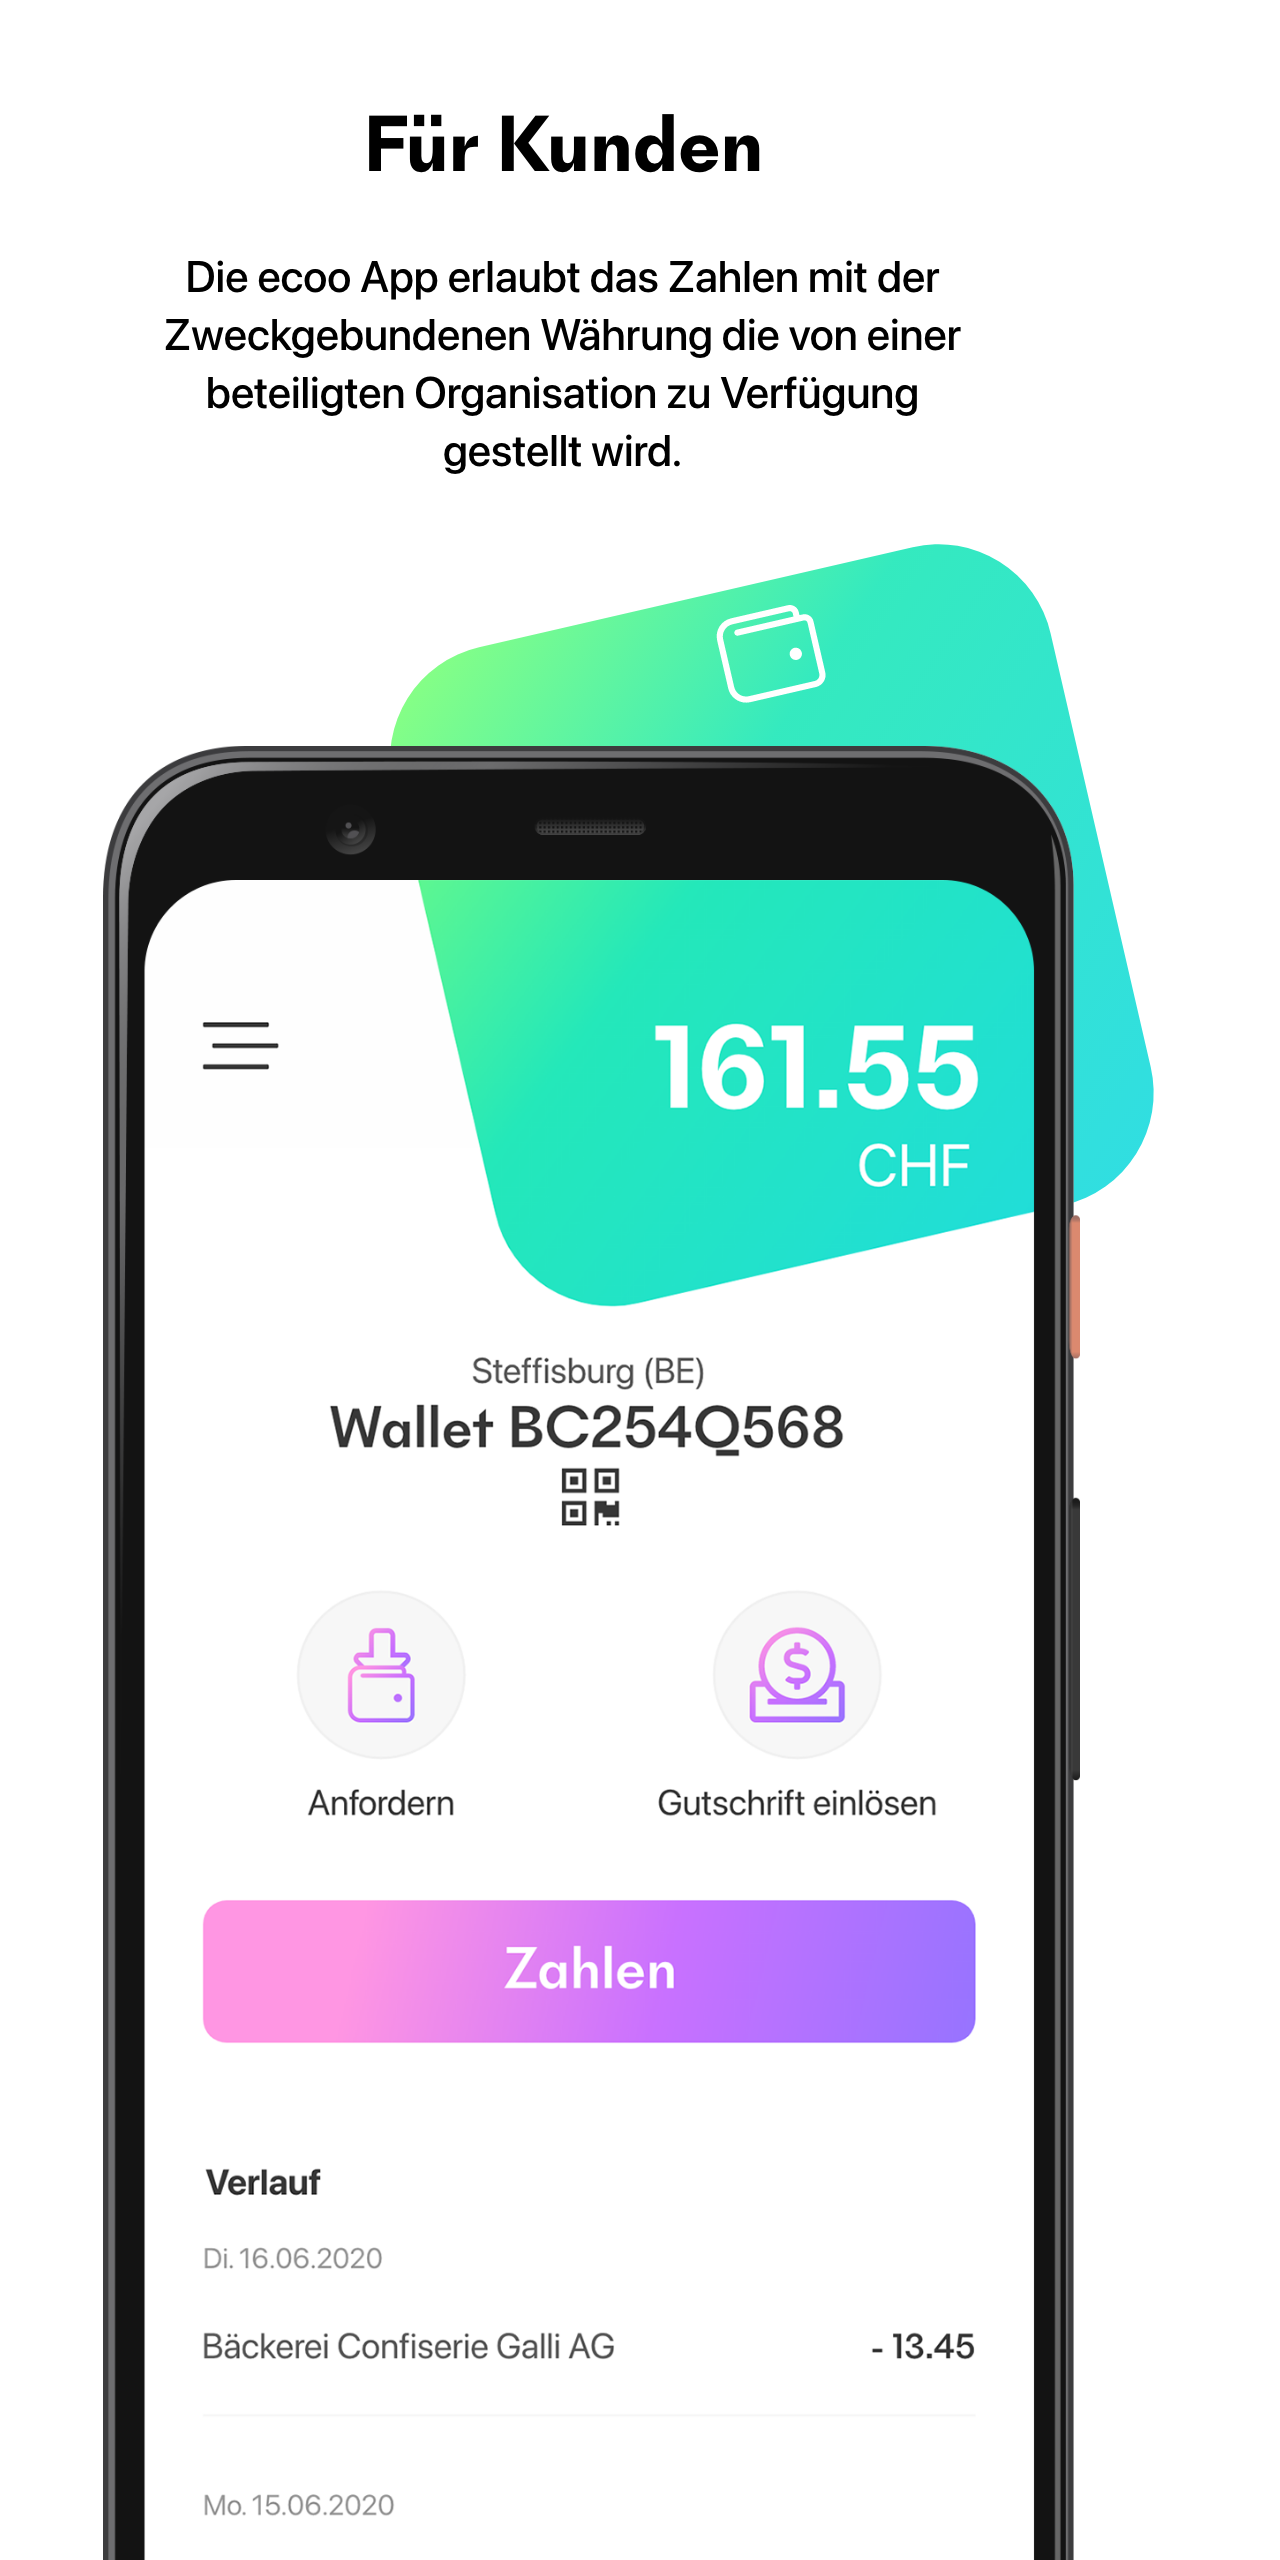 Für Kunden
Die ecoo App erlaubt das Zahlen mit der
Zweckgebundenen Währung die von einer
beteiligten Organisation zu Verfügung
gestellt wird.
161.55
CHF
Steffisburg (BE)
Wallet BC254Q568
Anfordern
Gutschrift einlösen
Zahlen
Verlauf
Di. 16.06.2020
Bäckerei Confiserie Galli AG - 13.45
Mo. 15.06.2020